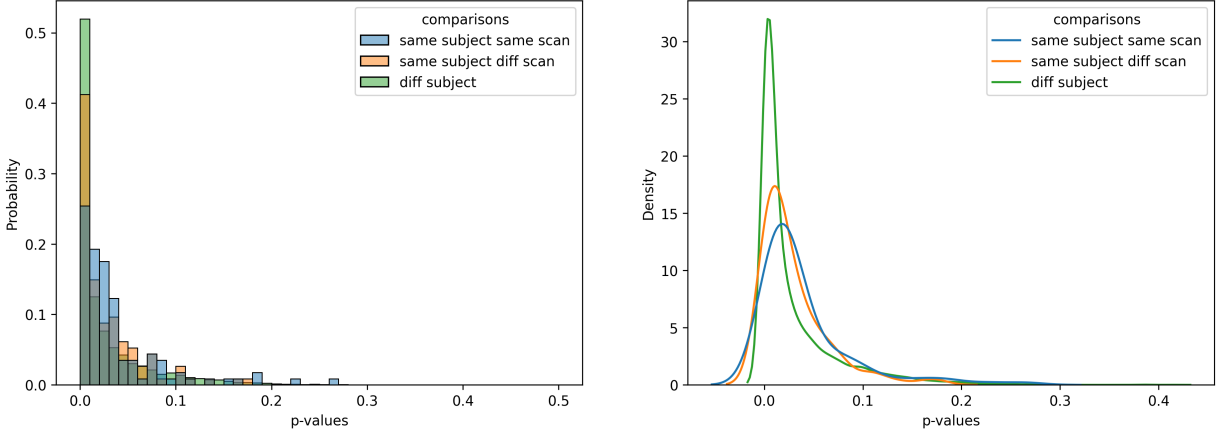 comparisons
same subject same scan
same subject diff scan
diff subject
Probability
0.5
0.4
0.3
0.2
0.1
0.0
0.0 0.1 0.2 0.3 0.4 0.5
p-values
comparisons
same subject same scan
same subject diff scan
diff subject
Density
30
25
20
15
10
5
0
0.0 0.1 0.2 0.3 0.4
p-values